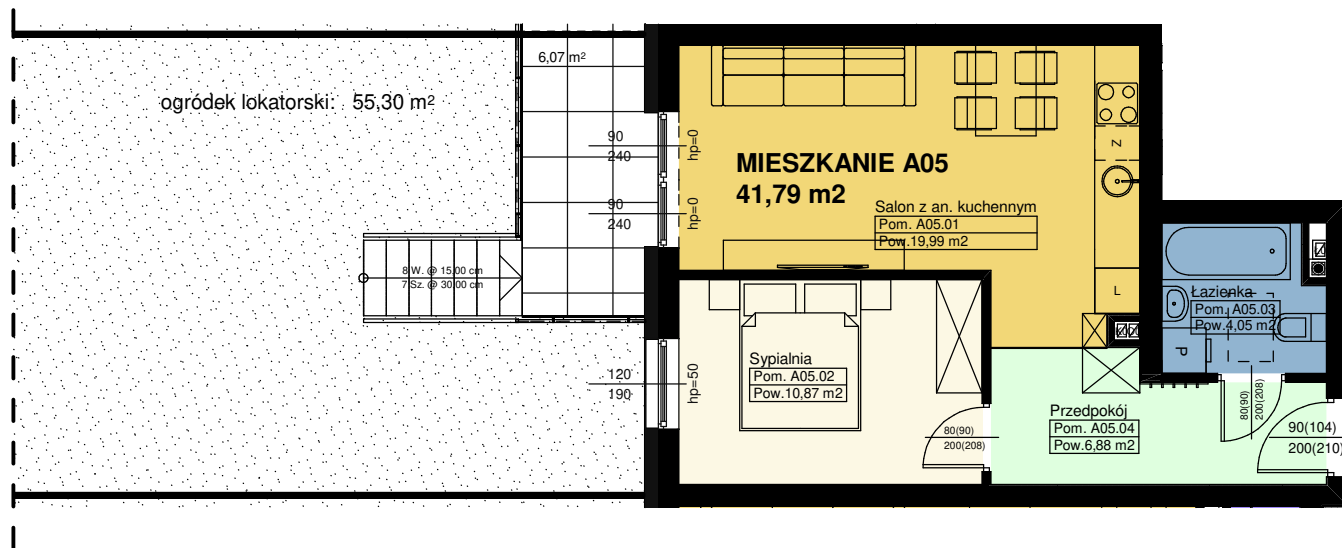 6,07 m²
ogródek lokatorski: 55,30 m²
90
240
hp=0
90
240
hp=0
MIESZKANIE A05
41,79 m2
Salon z an. kuchennym
Pom. A05.01
Pow.19,99 m2
Z
L
8 W. @ 15.00 cm
7 Sz. @ 30.00 cm
Łazienka
Pom. A05.03
Pow.4,05 m2
P
Sypialnia
Pom. A05.02
Pow.10,87 m2
120
190
hp=50
Przedpokój
Pom. A05.04
Pow.6,88 m2
80(90)
200(208)
80(90)
200(208)
90(104)
200(210)